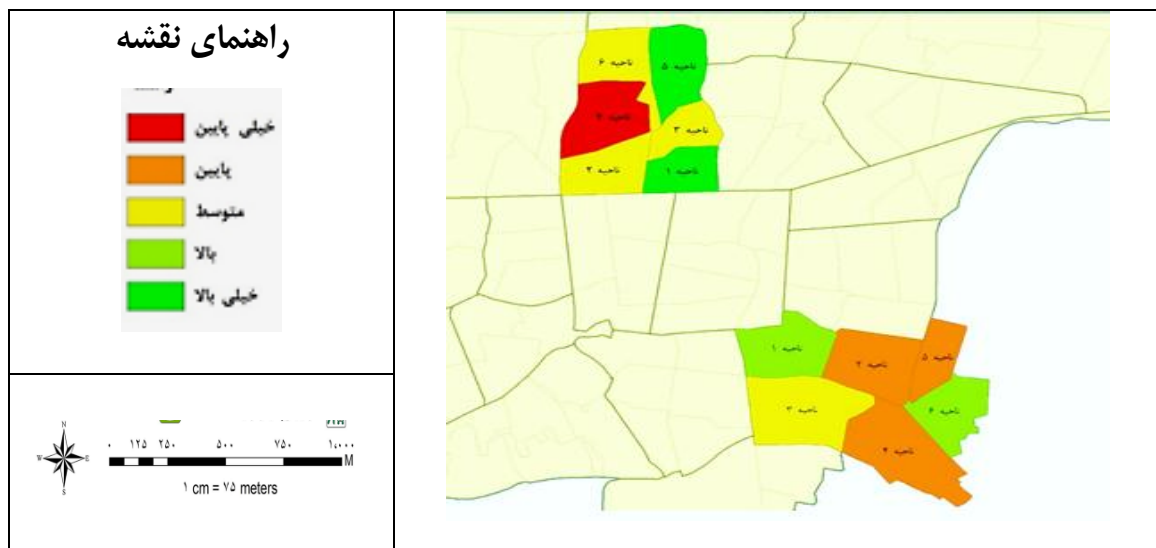 راهنمای نقشه
خیلی پایین
پایین
متوسط
بالا
خیلی بالا
N
W
E
S
۰ ۱۲۵ ۲۵۰ ۵۰۰ ۷۵۰ ۱,۰۰۰
M
۱ cm = ۷۵ meters
ناحیه ۶
ناحیه ۵
ناحیه
ناحیه ۳
ناحیه ۲
ناحیه ۱
ناحیه ۱
ناحیه ۲
ناحیه ۵
ناحیه ۳
ناحیه ۶
ناحیه ۴